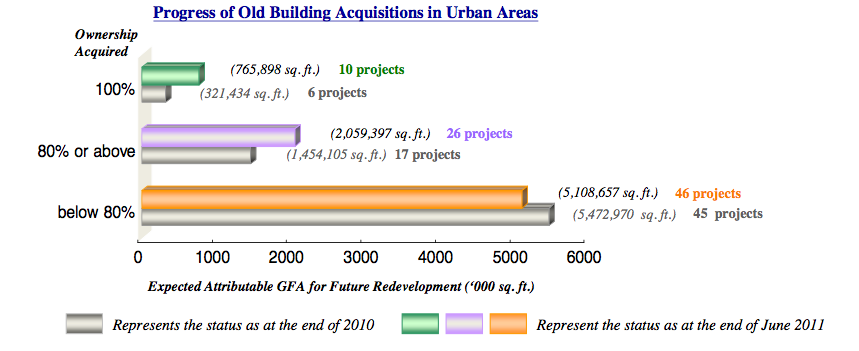 Progress of Old Building Acquisitions in Urban Areas
Ownership
Acquired
100%
(765,898 sq.ft.) 10 projects
(321,434 sq.ft.) 6 projects
80% or above
(2,059,397 sq.ft.) 26 projects
(1,454,105 sq.ft.) 17 projects
below 80%
(5,108,657 sq.ft.) 46 projects
(5,472,970 sq.ft.) 45 projects
0 1000 2000 3000 4000 5000 6000
Expected Attributable GFA for Future Redevelopment (‘000 sq.ft.)
Represents the status as at the end of 2010 Represent the status as at the end of June 2011